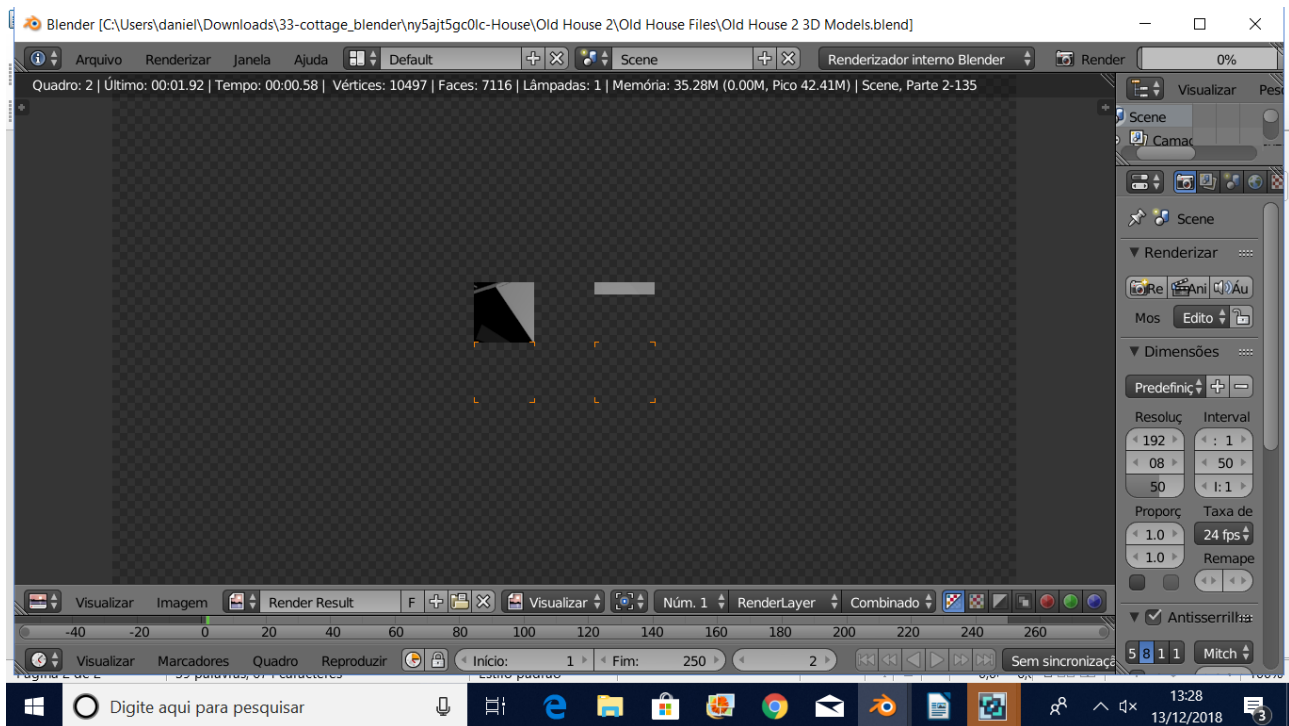 Blender [C:\Users\daniel\Downloads\33-cottage_blender\ny5ajt5gc0lc-House\Old House 2\Old House Files\Old House 2 3D Models.blend]
Arquivo Renderizar Janela Ajuda Default Scene Renderizador interno Blender Render 0%
Quadro: 2 | Último: 00:01.92 | Tempo: 00:00.58 | Vértices: 10497 | Faces: 7116 | Lâmpadas: 1 | Memória: 35.28M (0.00M, Pico 42.41M) | Scene, Parte 2-135
Visualizar Pes
Scene
Camac
Scene
Renderizar
Re Ani Áu
Mos Edito
Dimensões
Predefiniç
Resoluç Interval
192 : 1
08 50
50 I: 1
Proporç Taxa de
1.0 24 fps
1.0 Remape
Antisserrilha
5 8 1 1 Mitch
Visualizar Imagem Render Result F Visualizar Núm. 1 RenderLayer Combinado
-40 -20 0 20 40 60 80 100 120 140 160 180 200 220 240 260
Visualizar Marcadores Quadro Reproduzir Início: 1 Fim: 250 2 Sem sincronizaçã
Digite aqui para pesquisar
13:28
13/12/2018
3